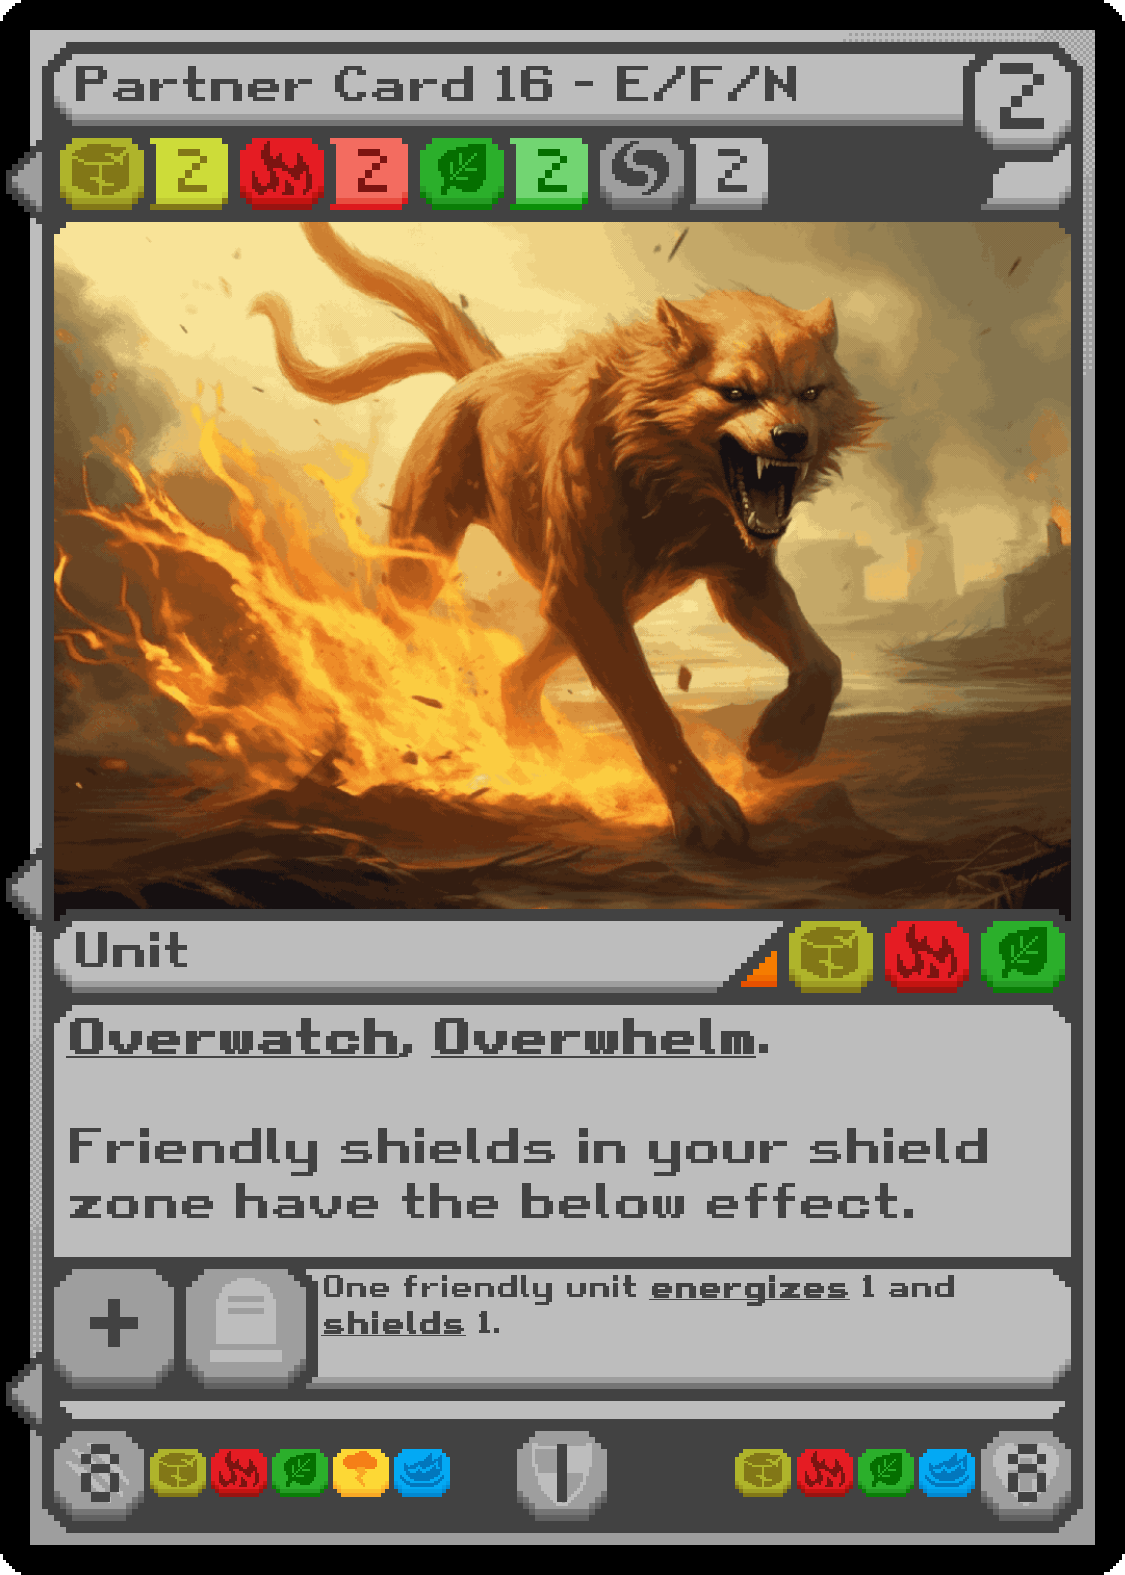 Partner Card 16 - E/F/N
2
2 2 2 2
Unit
Overwatch, Overwhelm.
Friendly shields in your shield
zone have the below effect.
+
One friendly unit energizes 1 and
shields 1.
8 1 8